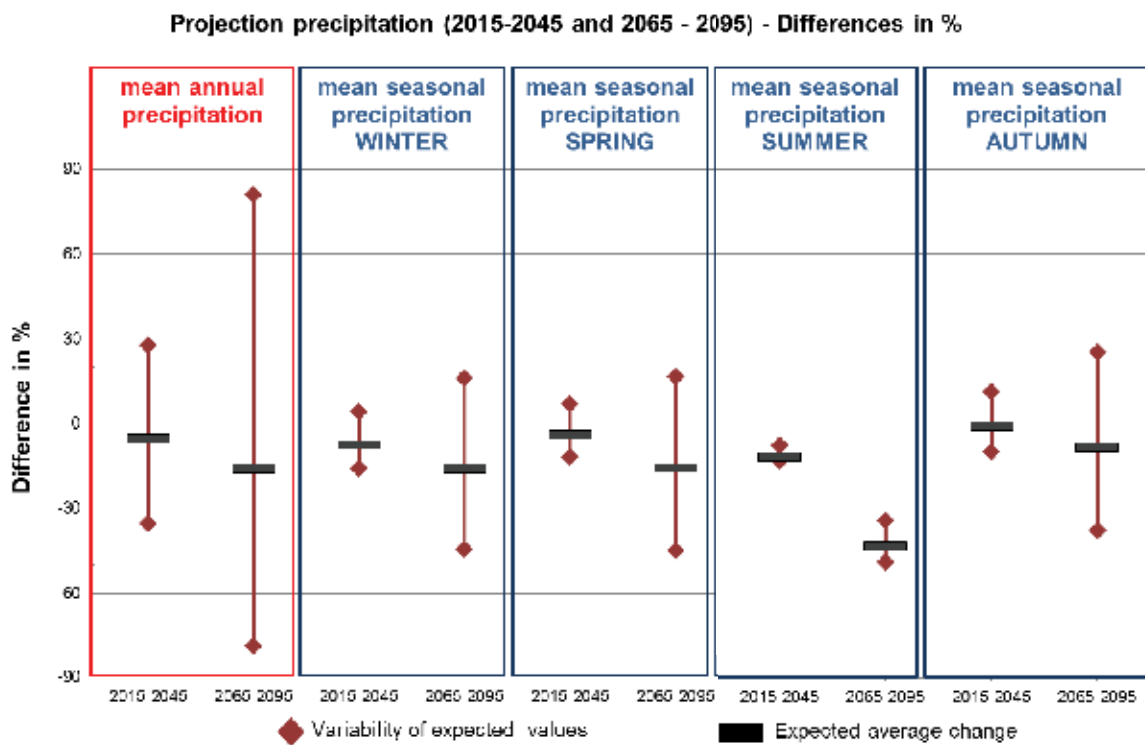 Projection precipitation (2015-2045 and 2065 - 2095) - Differences in %
mean annual
precipitation
mean seasonal
precipitation
WINTER
mean seasonal
precipitation
SPRING
mean seasonal
precipitation
SUMMER
mean seasonal
precipitation
AUTUMN
Difference in %
90
60
30
0
-30
-60
-90
2015 2045
2065 2095
2015 2045
2065 2095
2015 2045
2065 2095
2015 2045
2065 2095
2015 2045
2065 2095
Variability of expected values
Expected average change